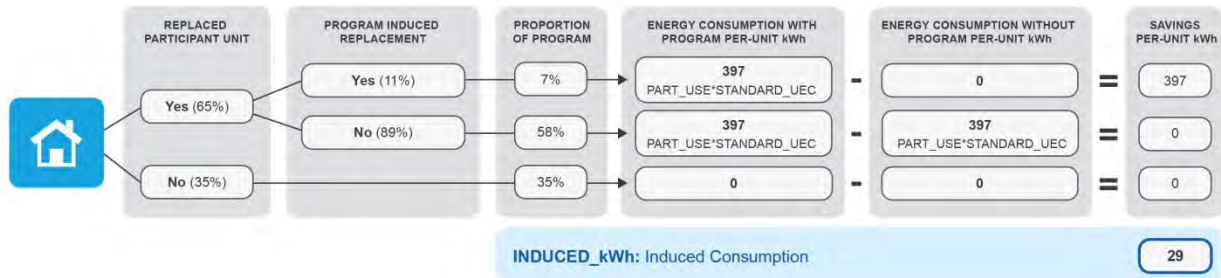 REPLACED
PARTICIPANT UNIT
PROGRAM INDUCED
REPLACEMENT
PROPORTION
OF PROGRAM
ENERGY CONSUMPTION WITH
PROGRAM PER-UNIT kWh
ENERGY CONSUMPTION WITHOUT
PROGRAM PER-UNIT kWh
SAVINGS
PER-UNIT kWh
Yes (65%)
Yes (11%)
7%
397
PART_USE*STANDARD_UEC
-
0
=
397
No (89%)
58%
397
PART_USE*STANDARD_UEC
-
397
PART_USE*STANDARD_UEC
=
0
No (35%)
35%
0
-
0
=
0
INDUCED_kWh: Induced Consumption
29